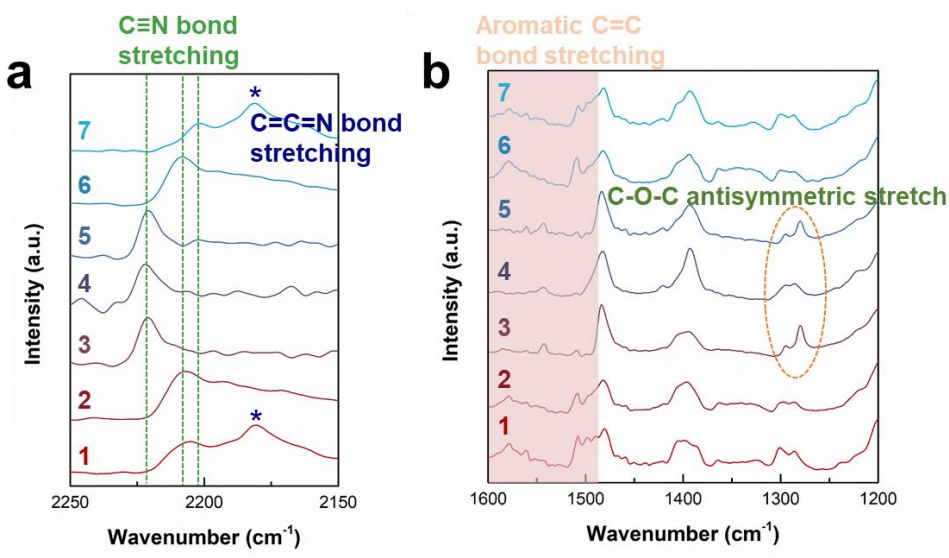 C≡N bond
stretching
a
*
C=C=N bond
stretching
7
6
5
4
3
2
*
1
Intensity (a.u.)
2250
2200
2150
Wavenumber (cm-1)
Aromatic C=C
bond stretching
b
7
6
C-O-C antisymmetric stretch
5
4
3
2
1
Intensity (a.u.)
1600
1500
1400
1300
1200
Wavenumber (cm-1)